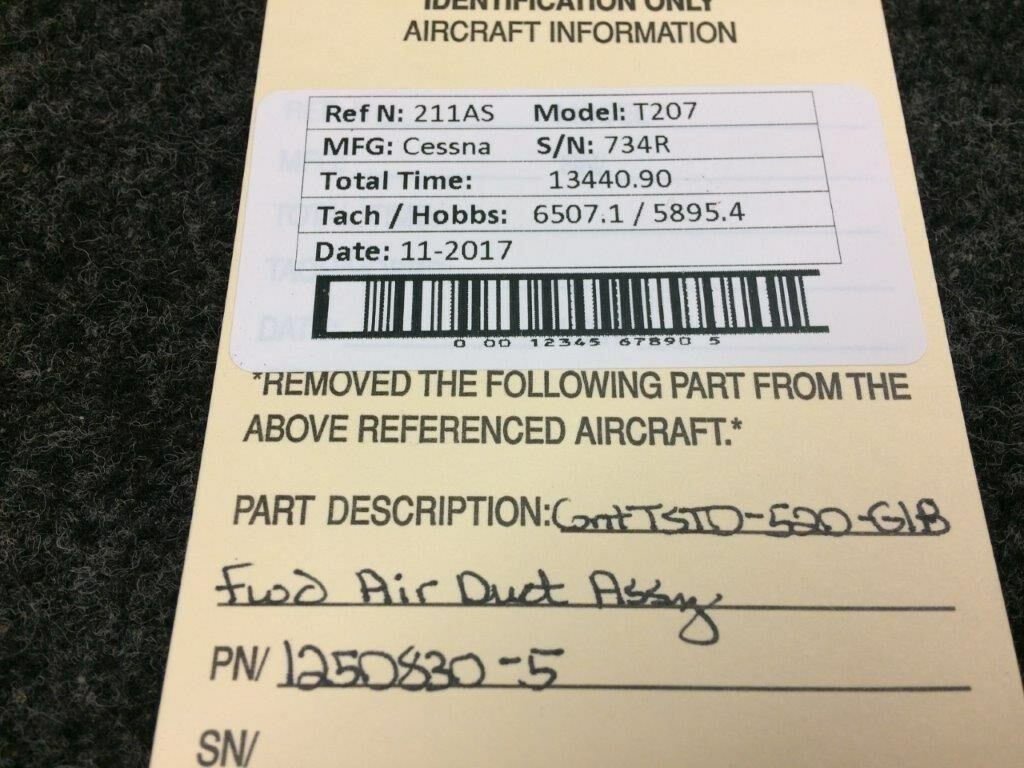 IDENTIFICATION ONLY
AIRCRAFT INFORMATION
Ref N: 211AS Model: T207
MFG: Cessna S/N: 734R
Total Time: 13440.90
Tach / Hobbs: 6507.1 / 5895.4
Date: 11-2017
0 00 12345 67890 5
*REMOVED THE FOLLOWING PART FROM THE
ABOVE REFERENCED AIRCRAFT.*
PART DESCRIPTION: Cont TSIO-520-G1B
Fwd Air Duct Assy
PN/ 1250830-5
SN/